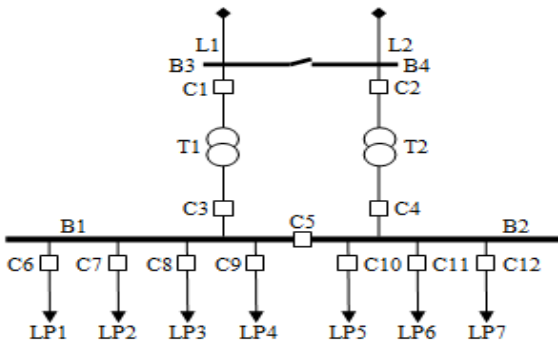 L1 L2
B3 B4
C1 C2
T1 T2
C3 C4
C5
B1 B2
C6 C7 C8 C9 C10 C11 C12
LP1 LP2 LP3 LP4 LP5 LP6 LP7